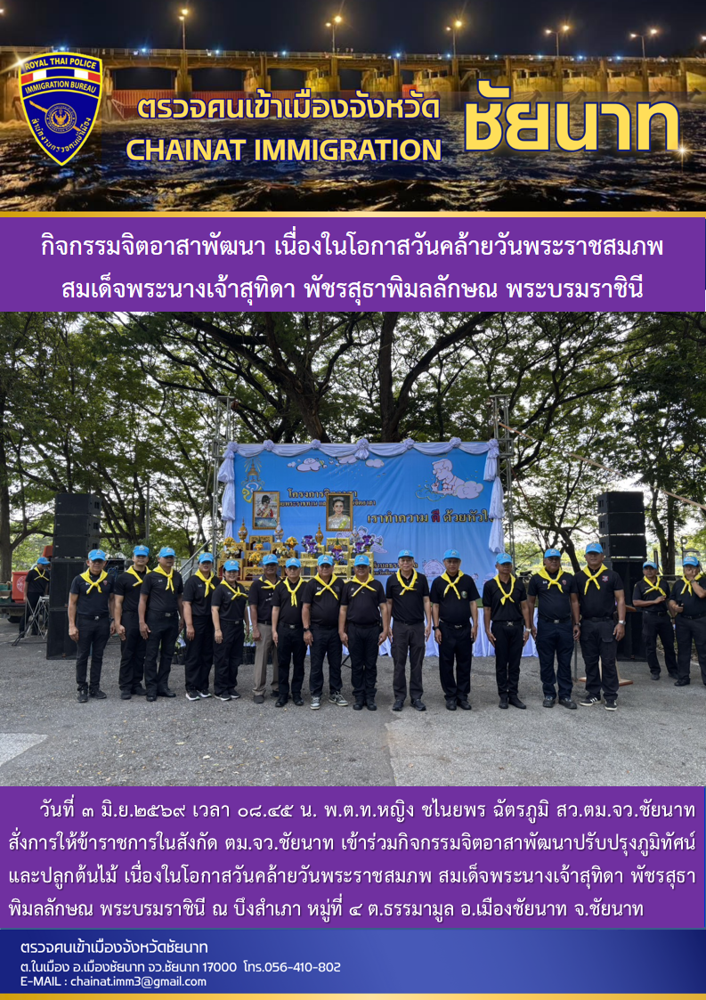 ROYAL THAI POLICE
IMMIGRATION BUREAU
สำนักงานตรวจคนเข้าเมือง
ตรวจคนเข้าเมืองจังหวัด
ชัยนาท
CHAINAT IMMIGRATION
กิจกรรมจิตอาสาพัฒนา เนื่องในโอกาสวันคล้ายวันพระราชสมภพ
สมเด็จพระนางเจ้าสุทิดา พัชรสุธาพิมลลักษณ พระบรมราชินี
เราทำความ ดี ด้วยหัวใจ
วันที่ ๓ มิ.ย.๒๕๖๙ เวลา ๐๘.๔๕ น. พ.ต.ท.หญิง ชไนยพร ฉัตรภูมิ สว.ตม.จว.ชัยนาท
สั่งการให้ข้าราชการในสังกัด ตม.จว.ชัยนาท เข้าร่วมกิจกรรมจิตอาสาพัฒนาปรับปรุงภูมิทัศน์
และปลูกต้นไม้ เนื่องในโอกาสวันคล้ายวันพระราชสมภพ สมเด็จพระนางเจ้าสุทิดา พัชรสุธา
พิมลลักษณ พระบรมราชินี ณ บึงสำเภา หมู่ที่ ๔ ต.ธรรมามูล อ.เมืองชัยนาท จ.ชัยนาท
ตรวจคนเข้าเมืองจังหวัดชัยนาท
ต.ในเมือง อ.เมืองชัยนาท จว.ชัยนาท 17000 โทร.056-410-802
E-MAIL : chainat.imm3@gmail.com